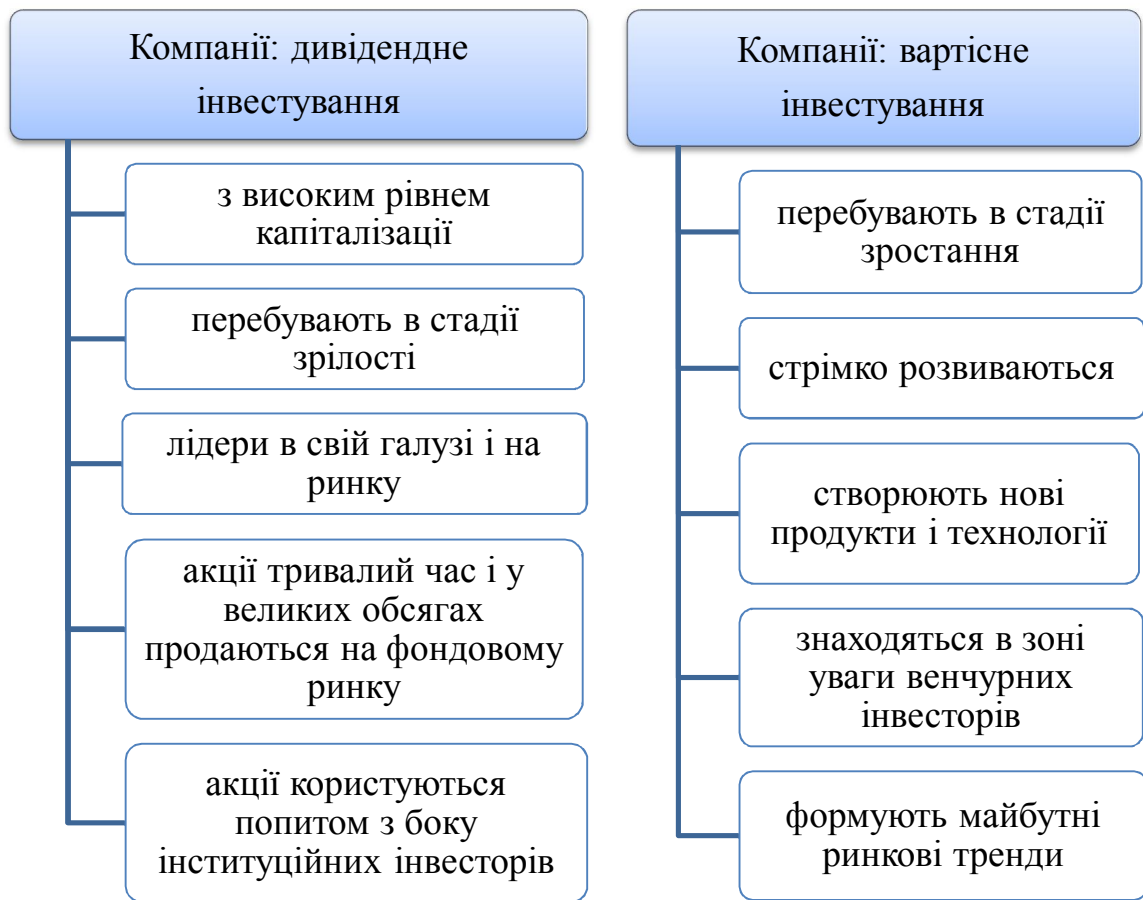 Компанії: дивідендне
інвестування
з високим рівнем
капіталізації
перебувають в стадії
зрілості
лідери в свій галузі і на
ринку
акції тривалий час і у
великих обсягах
продаються на фондовому
ринку
акції користуються
попитом з боку
інституційних інвесторів
Компанії: вартісне
інвестування
перебувають в стадії
зростання
стрімко розвиваються
створюють нові
продукти і технології
знаходяться в зоні
уваги венчурних
інвесторів
формують майбутні
ринкові тренди